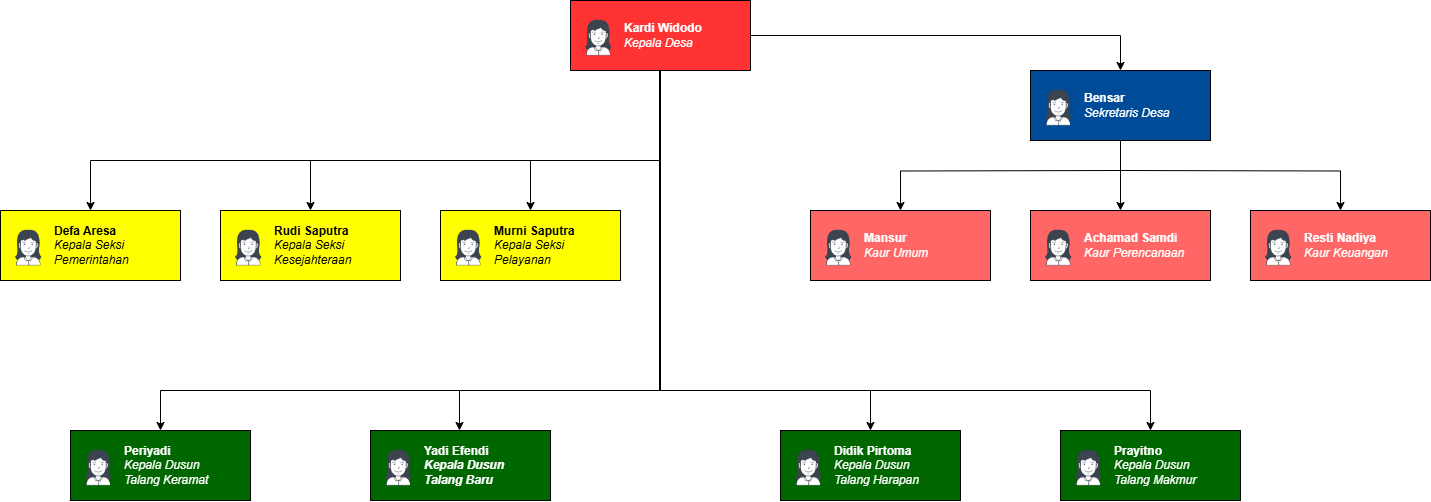 Kardi Widodo
Kepala Desa
Bensar
Sekretaris Desa
Defa Aresa
Kepala Seksi
Pemerintahan
Rudi Saputra
Kepala Seksi
Kesejahteraan
Murni Saputra
Kepala Seksi
Pelayanan
Mansur
Kaur Umum
Achamad Samdi
Kaur Perencanaan
Resti Nadiya
Kaur Keuangan
Periyadi
Kepala Dusun
Talang Keramat
Yadi Efendi
Kepala Dusun
Talang Baru
Didik Pirtoma
Kepala Dusun
Talang Harapan
Prayitno
Kepala Dusun
Talang Makmur